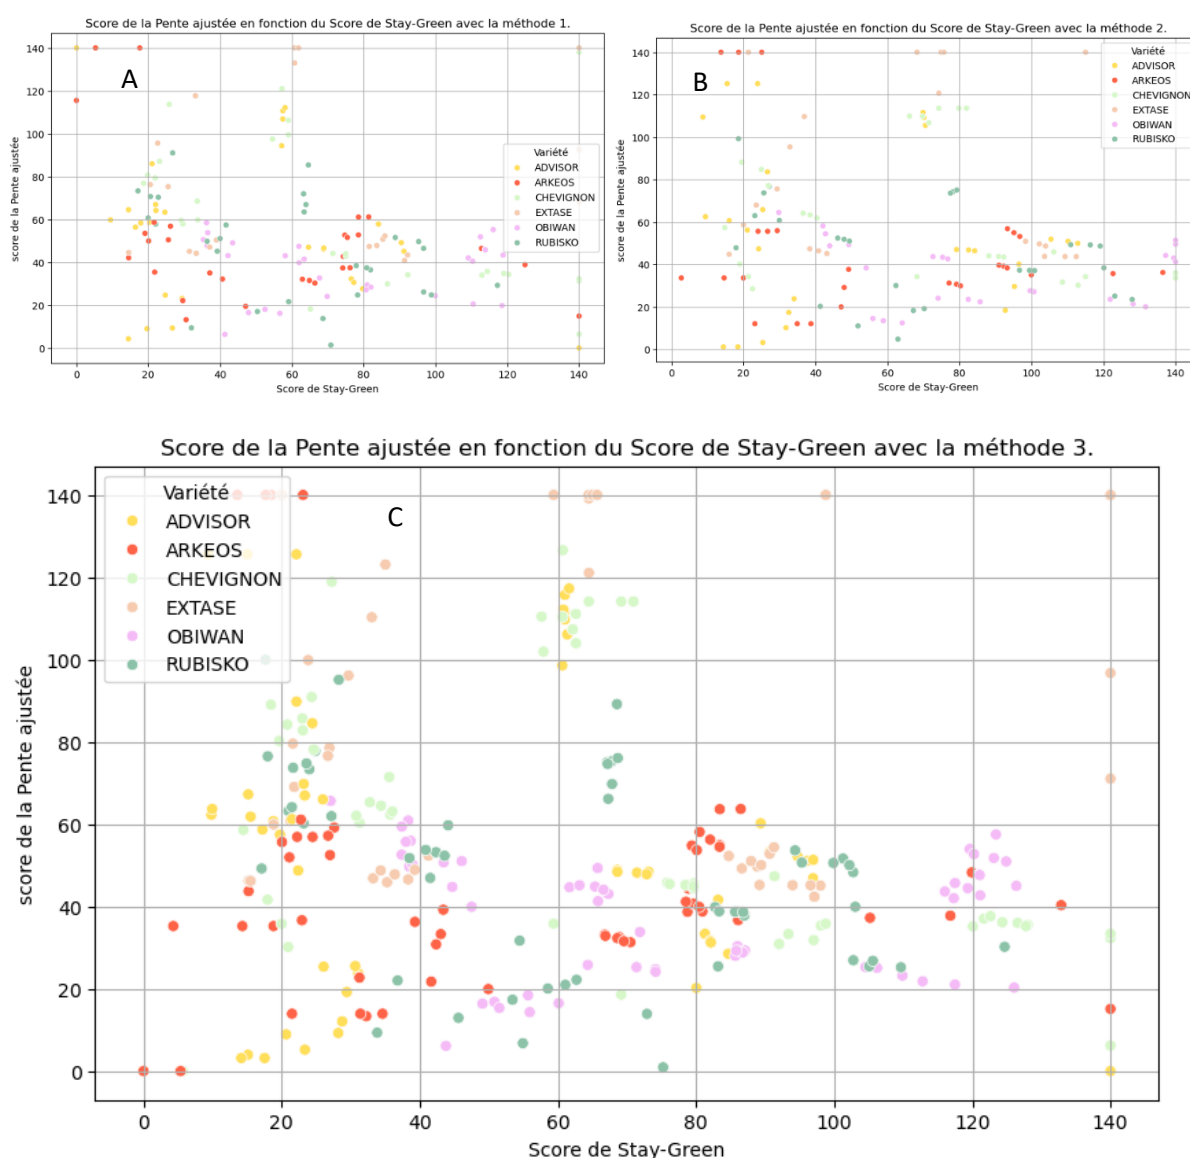 Score de la Pente ajustée en fonction du Score de Stay-Green avec la méthode 1.
A
score de la Pente ajustée
140
120
100
80
60
40
20
0
0 20 40 60 80 100 120 140
Score de Stay-Green
Variété
ADVISOR
ARKEOS
CHEVIGNON
EXTASE
OBIWAN
RUBISKO
Score de la Pente ajustée en fonction du Score de Stay-Green avec la méthode 2.
B
score de la Pente ajustée
140
120
100
80
60
40
20
0
0 20 40 60 80 100 120 140
Score de Stay-Green
Variété
ADVISOR
ARKEOS
CHEVIGNON
EXTASE
OBIWAN
RUBISKO
Score de la Pente ajustée en fonction du Score de Stay-Green avec la méthode 3.
C
score de la Pente ajustée
140
120
100
80
60
40
20
0
0 20 40 60 80 100 120 140
Score de Stay-Green
Variété
ADVISOR
ARKEOS
CHEVIGNON
EXTASE
OBIWAN
RUBISKO